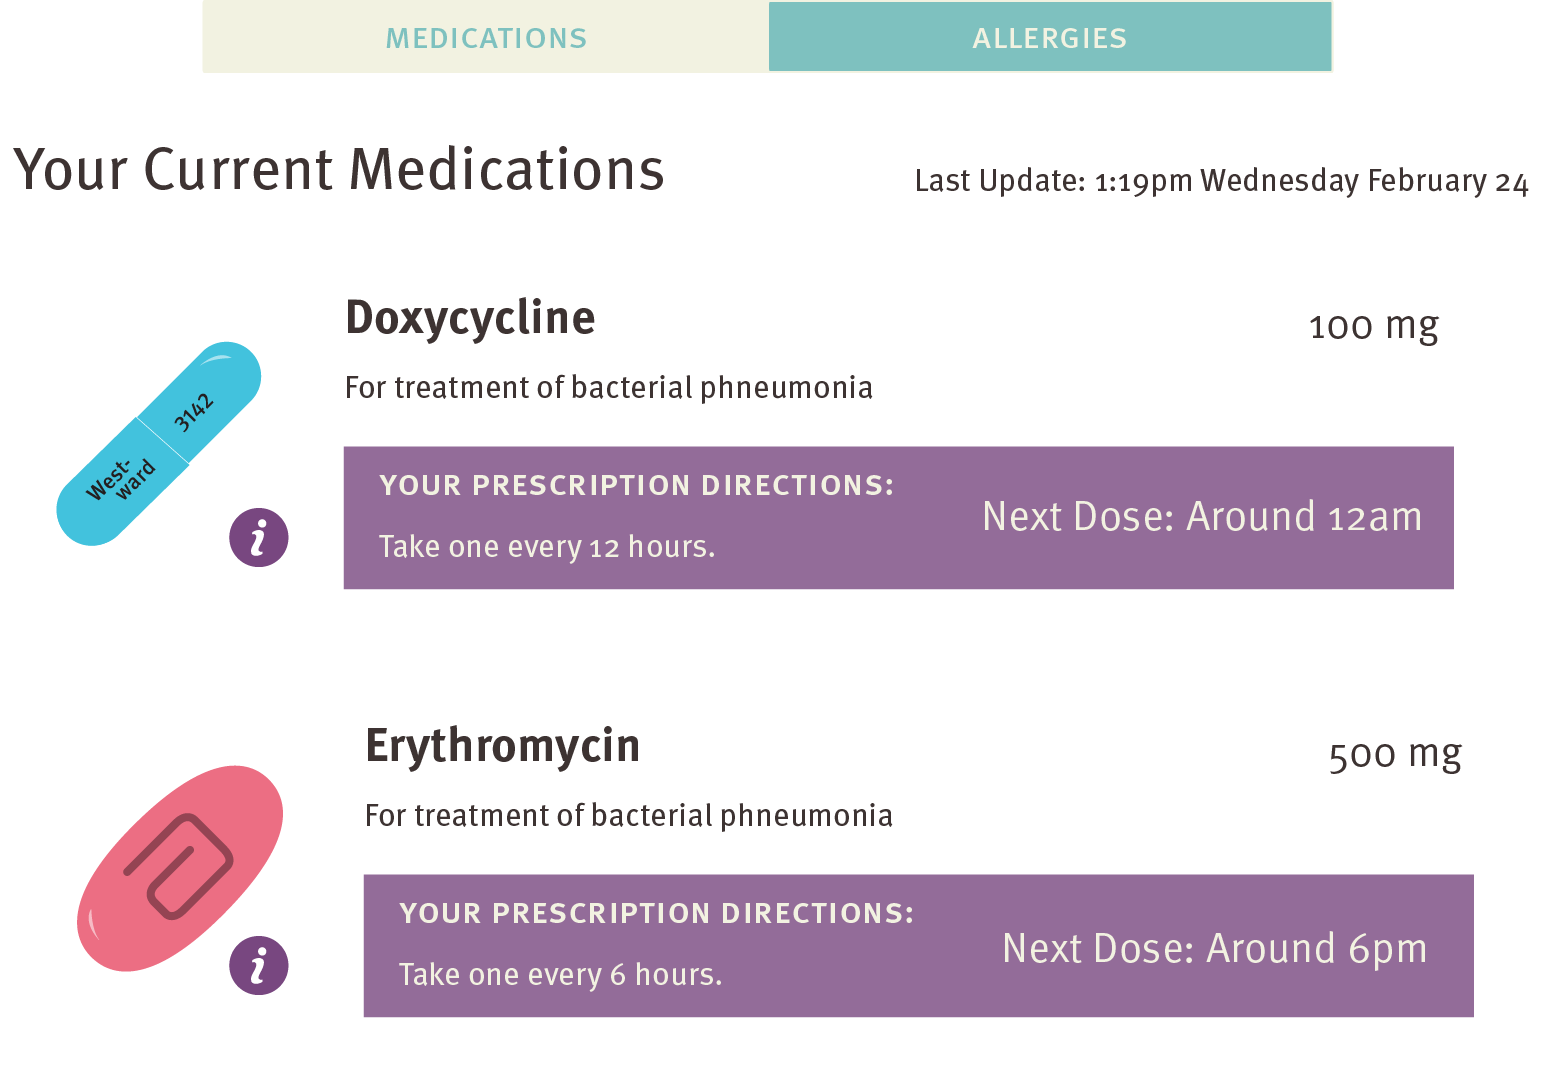 MEDICATIONS
ALLERGIES
Your Current Medications
Last Update: 1:19pm Wednesday February 24
Doxycycline
100 mg
For treatment of bacterial phneumonia
3142
West-
ward
i
YOUR PRESCRIPTION DIRECTIONS:
Next Dose: Around 12am
Take one every 12 hours.
Erythromycin
500 mg
For treatment of bacterial phneumonia
i
YOUR PRESCRIPTION DIRECTIONS:
Next Dose: Around 6pm
Take one every 6 hours.